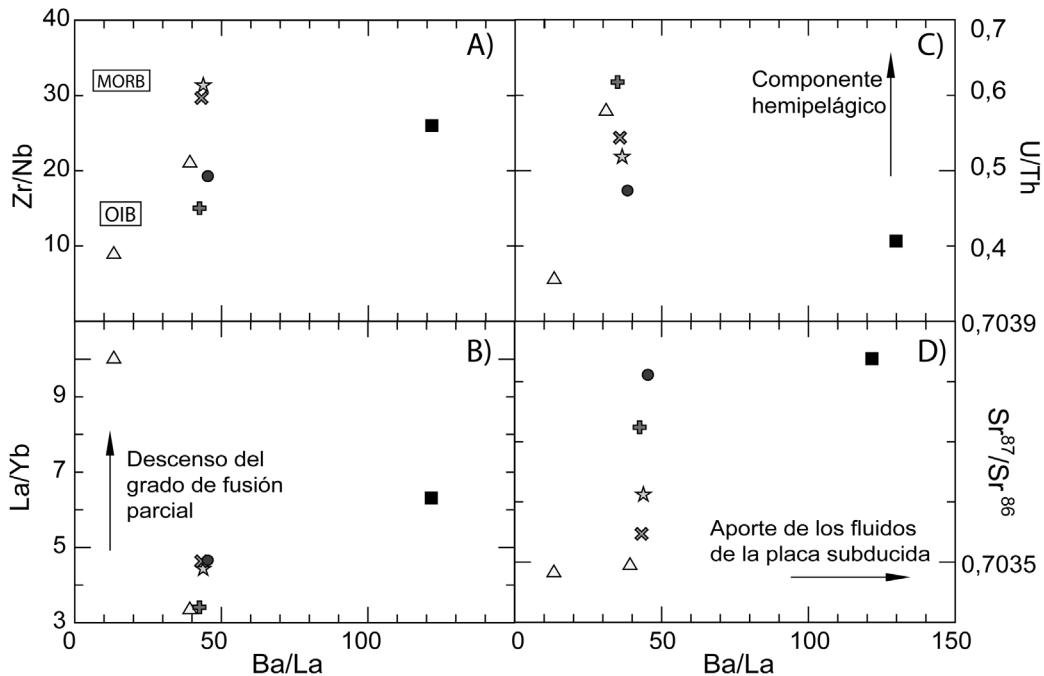 40
30
20
10
Zr/Nb
MORB
OIB
A)
C)
Componente
hemipelágico
0,7
0,6
0,5
0,4
U/Th
9
7
5
3
La/Yb
B)
Descenso del
grado de fusión
parcial
D)
Aporte de los fluidos
de la placa subducida
0,7039
0,7035
Sr87/Sr86
0
50
100
0
50
100
150
Ba/La
Ba/La